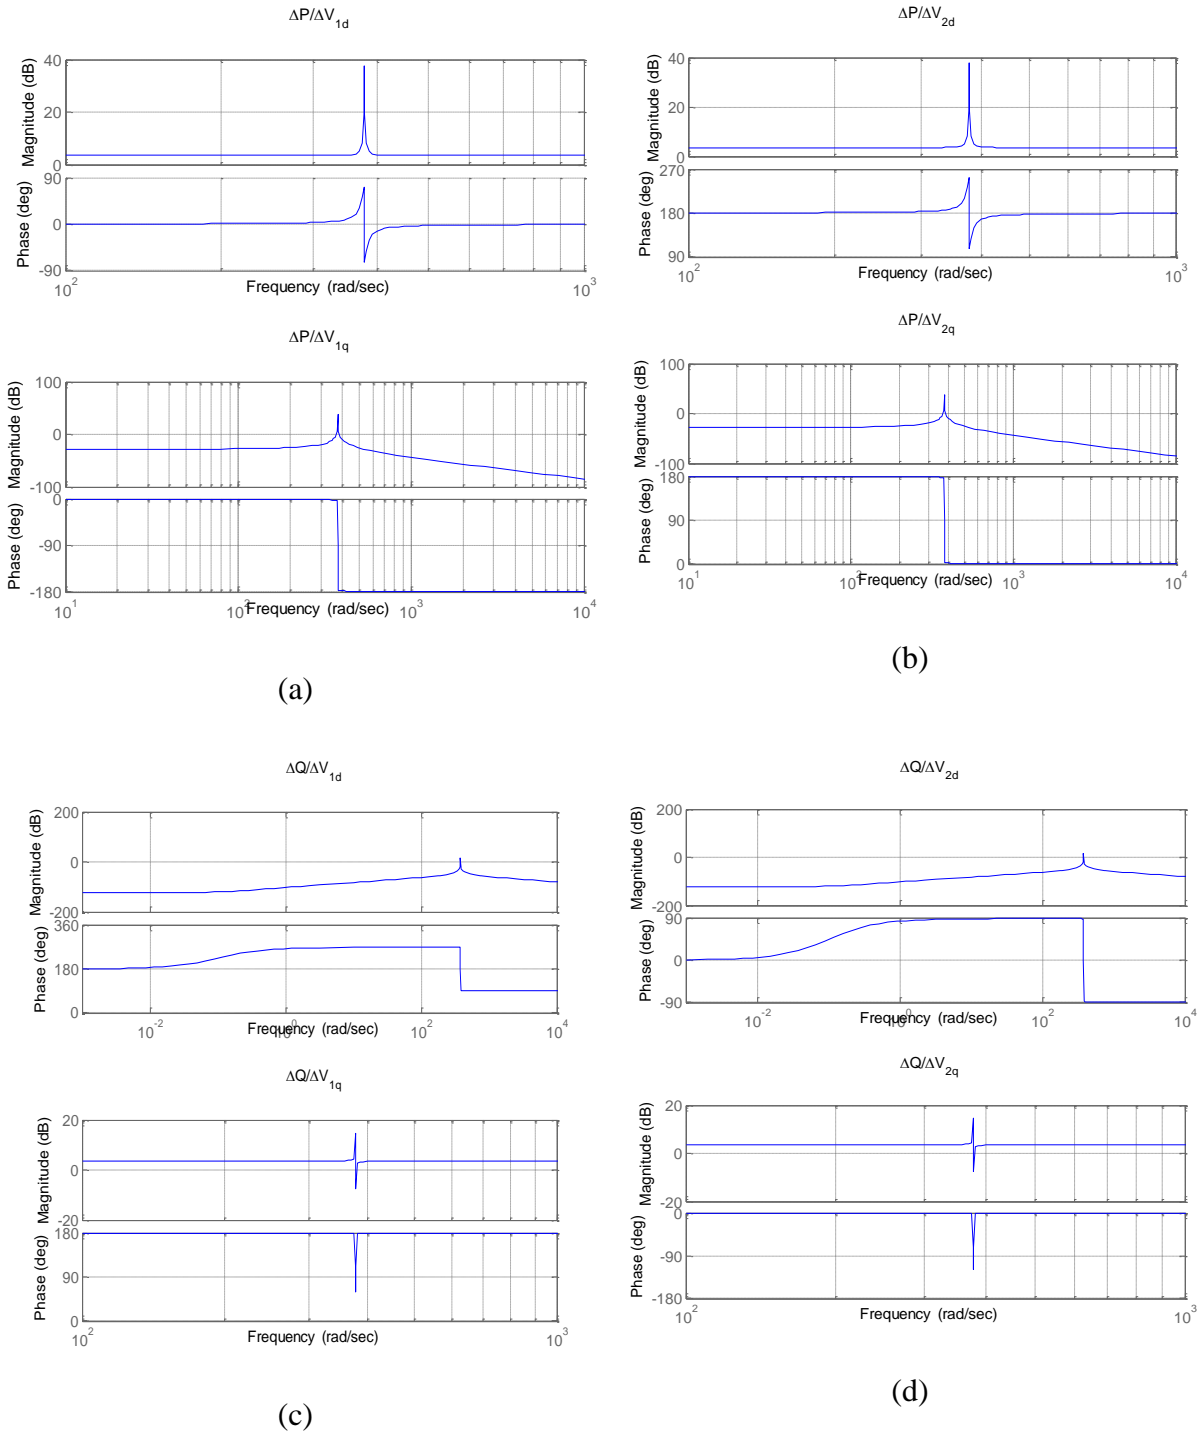 ΔP/ΔV1d
Magnitude (dB)
40
20
0
Phase (deg)
90
0
-90
10^2
10^3
Frequency (rad/sec)
ΔP/ΔV1q
Magnitude (dB)
100
0
-100
Phase (deg)
0
-90
-180
10^1
10^2
10^3
10^4
Frequency (rad/sec)
(a)
ΔP/ΔV2d
Magnitude (dB)
40
20
0
Phase (deg)
270
180
90
10^2
10^3
Frequency (rad/sec)
ΔP/ΔV2q
Magnitude (dB)
100
0
-100
Phase (deg)
180
90
0
10^1
10^2
10^3
10^4
Frequency (rad/sec)
(b)
ΔQ/ΔV1d
Magnitude (dB)
200
0
-200
Phase (deg)
360
180
0
10^-2
10^0
10^2
10^4
Frequency (rad/sec)
ΔQ/ΔV1q
Magnitude (dB)
20
0
-20
Phase (deg)
180
90
0
10^2
10^3
Frequency (rad/sec)
(c)
ΔQ/ΔV2d
Magnitude (dB)
200
0
-200
Phase (deg)
90
0
-90
10^-2
10^0
10^2
10^4
Frequency (rad/sec)
ΔQ/ΔV2q
Magnitude (dB)
20
0
-20
Phase (deg)
0
-90
-180
10^2
10^3
Frequency (rad/sec)
(d)